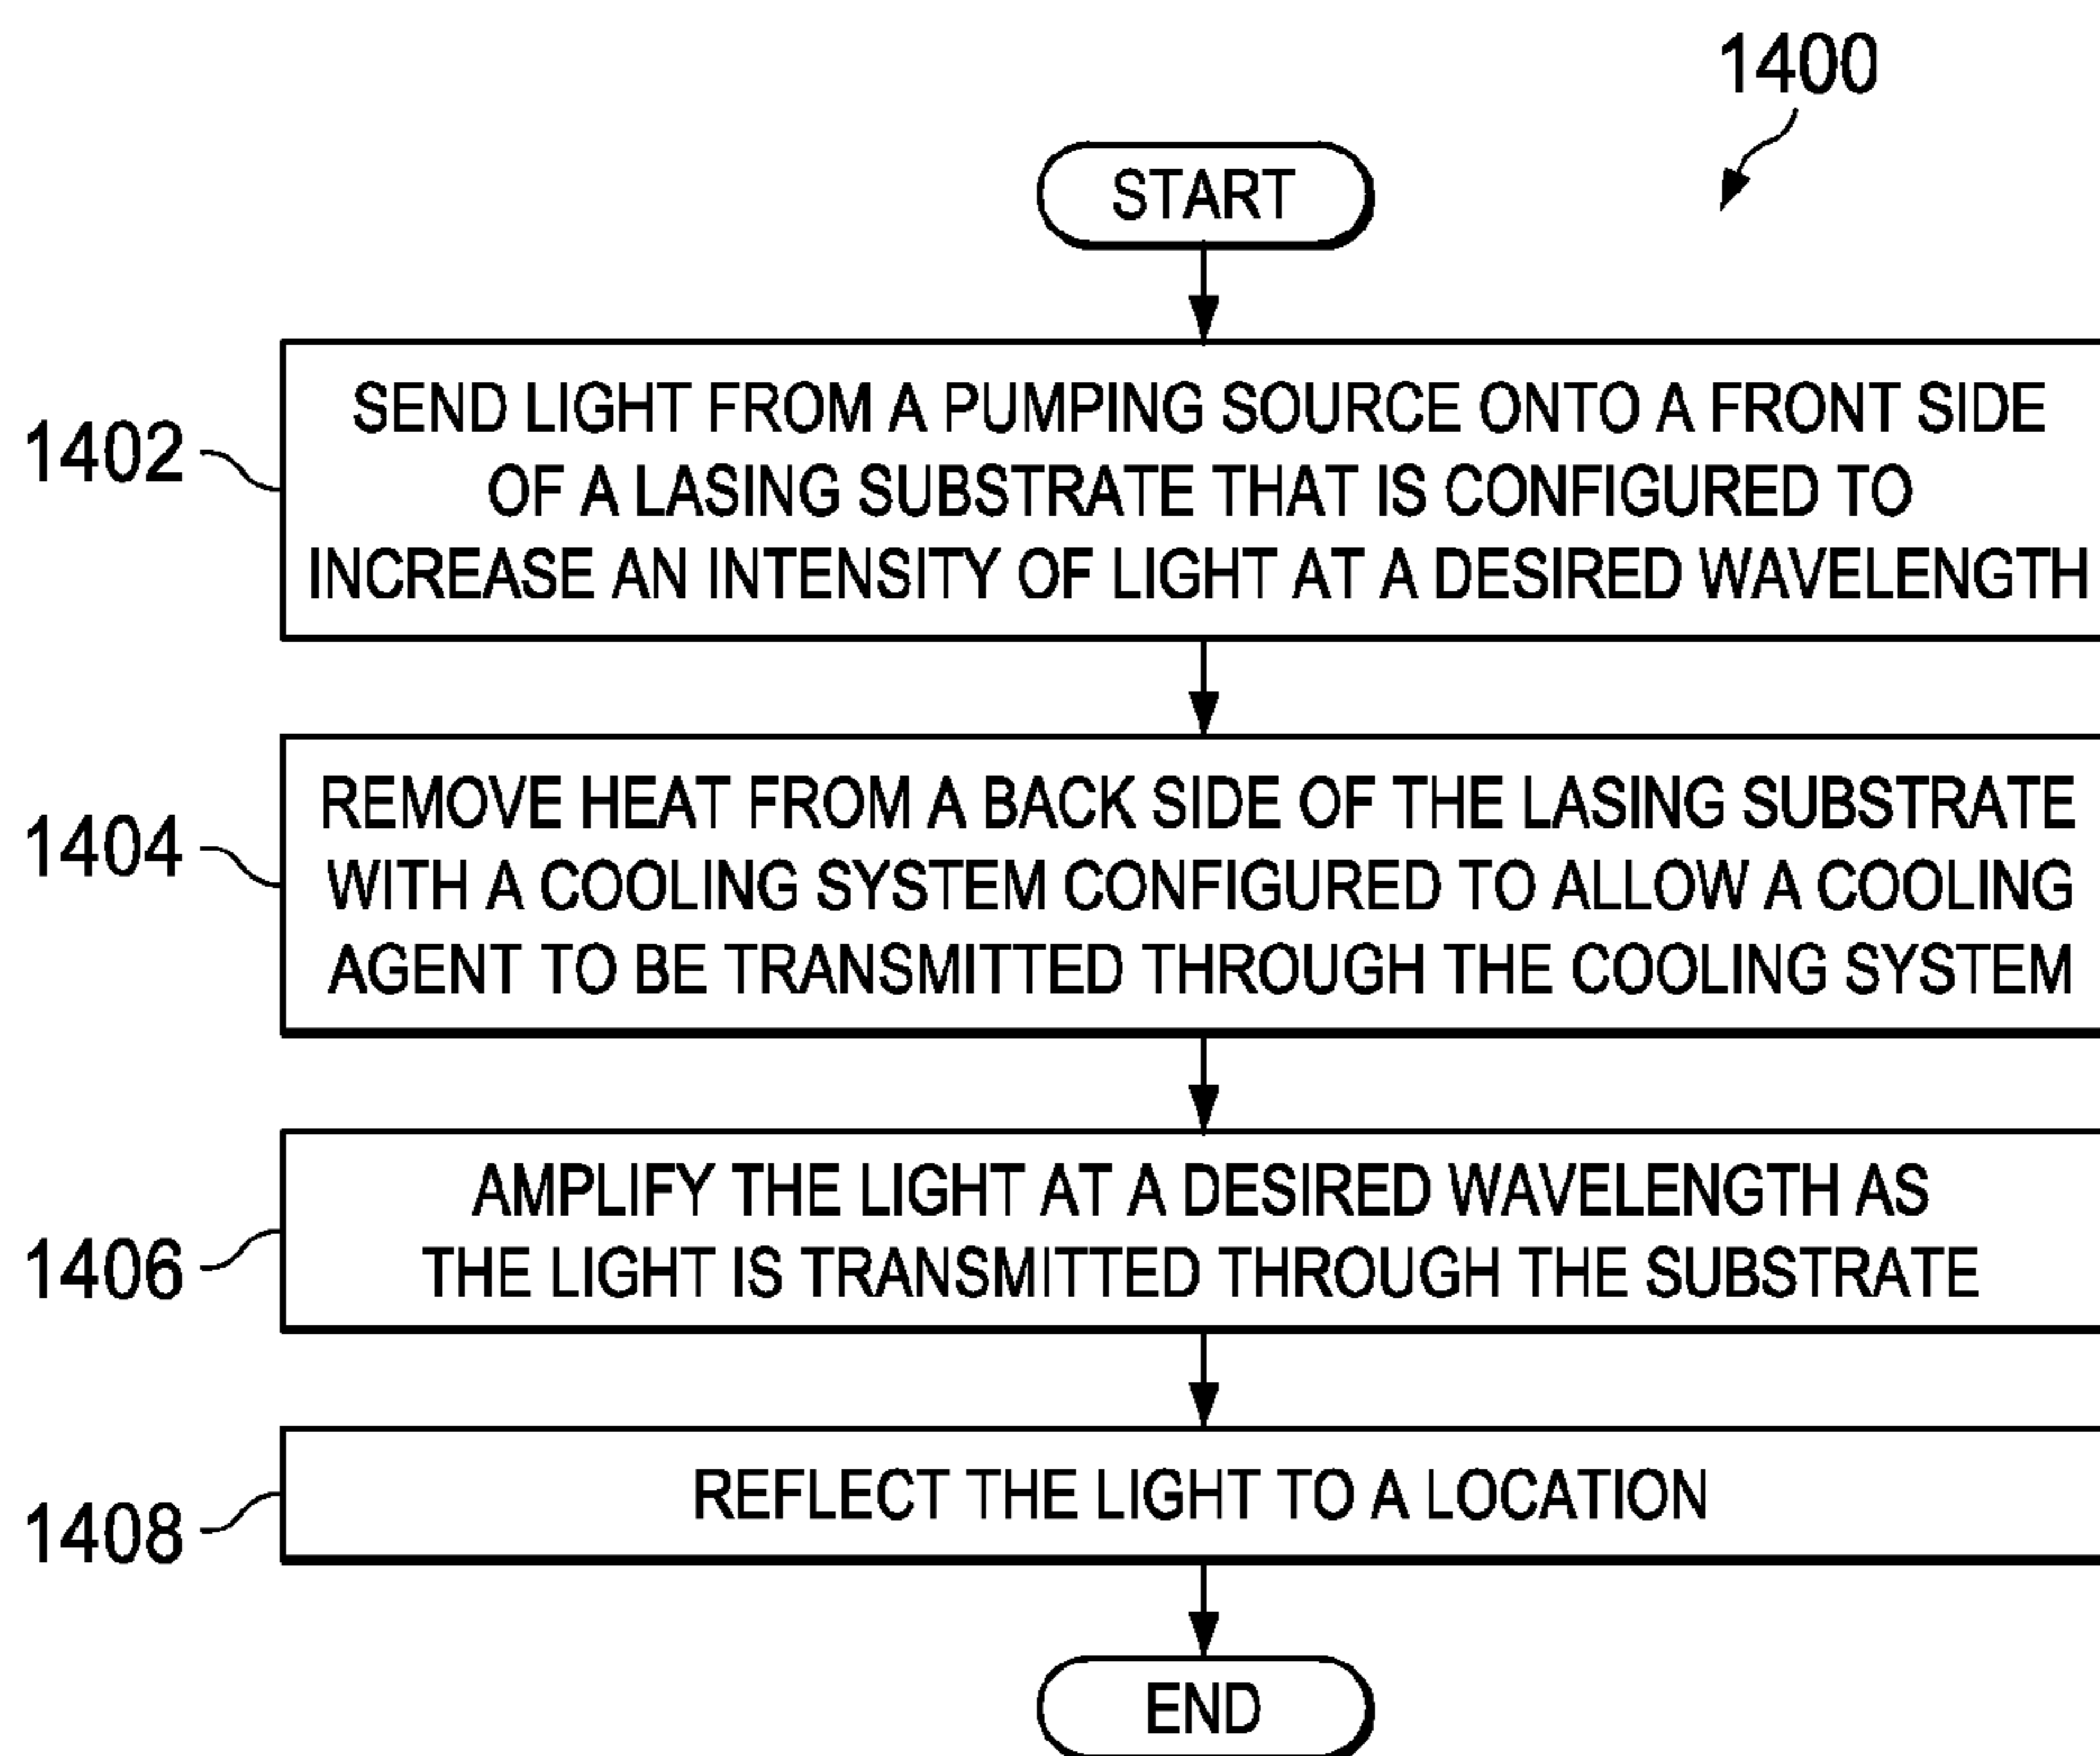 1400
START
1402
SEND LIGHT FROM A PUMPING SOURCE ONTO A FRONT SIDE
OF A LASING SUBSTRATE THAT IS CONFIGURED TO
INCREASE AN INTENSITY OF LIGHT AT A DESIRED WAVELENGTH
1404
REMOVE HEAT FROM A BACK SIDE OF THE LASING SUBSTRATE
WITH A COOLING SYSTEM CONFIGURED TO ALLOW A COOLING
AGENT TO BE TRANSMITTED THROUGH THE COOLING SYSTEM
1406
AMPLIFY THE LIGHT AT A DESIRED WAVELENGTH AS
THE LIGHT IS TRANSMITTED THROUGH THE SUBSTRATE
1408
REFLECT THE LIGHT TO A LOCATION
END